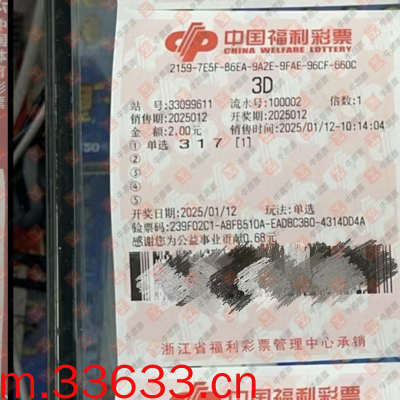 中国福利彩票
CHINA WELFARE LOTTERY
2159-7E5F-B6EA-9A2E-9FAE-96CF-660C
3D
站 号:33099611 流水号:100002 倍数:1
销售期:2025012 开奖期:2025012
金 额:2.00元 销售时间:2025/01/12-10:14:04
① 单选 3 1 7 [1]
②
③
④
⑤
开奖日期:2025/01/12 玩法:单选
验票码:239F02C1-A8FB510A-EADBC3B0-4314DD4A
感谢您为公益事业贡献0.68元
浙江省福利彩票管理中心承销
中国福利彩票
CHINA WELFARE LOTTERY
m.33633.cn